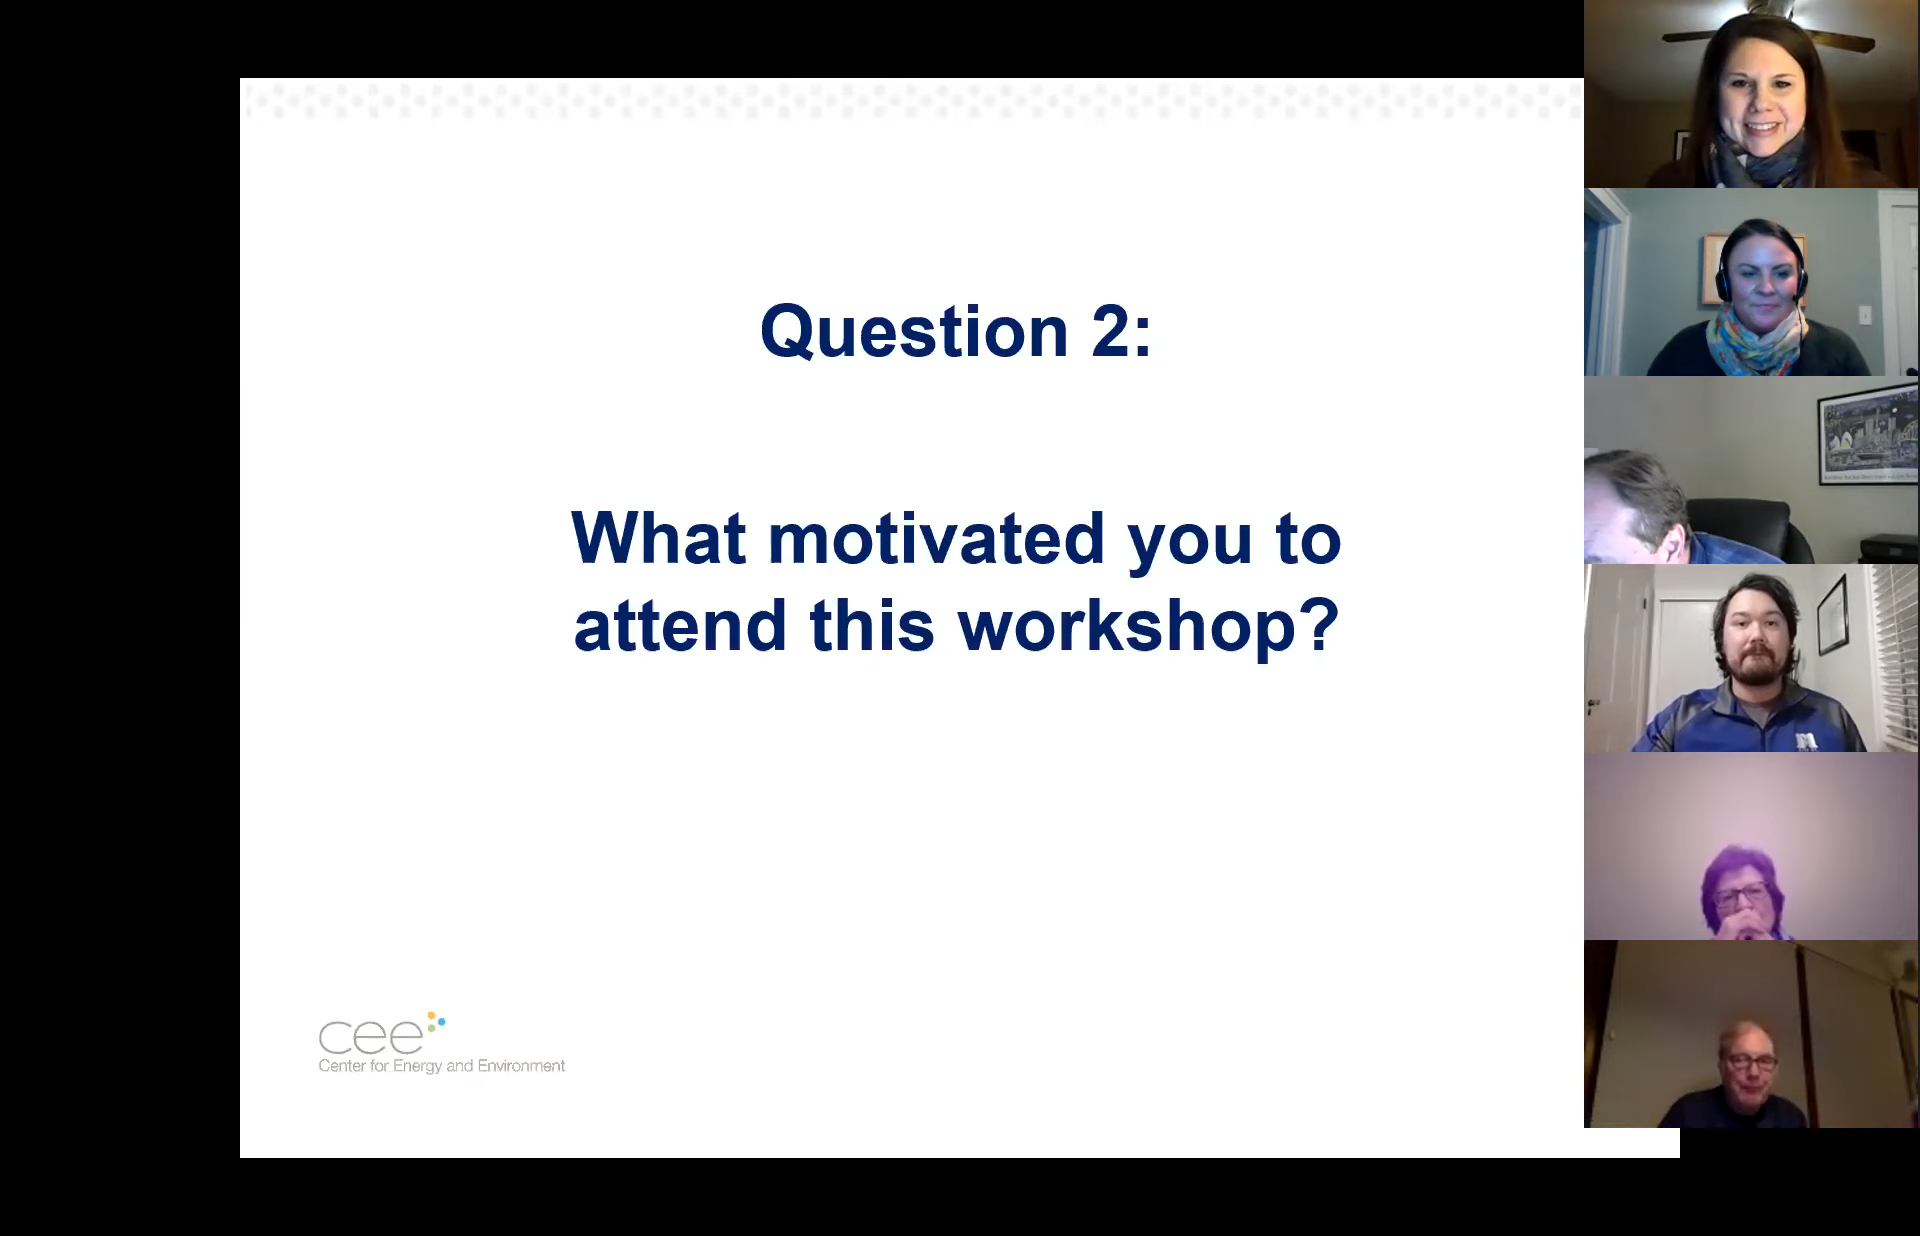 Question 2:
What motivated you to
attend this workshop?
cee
Center for Energy and Environment